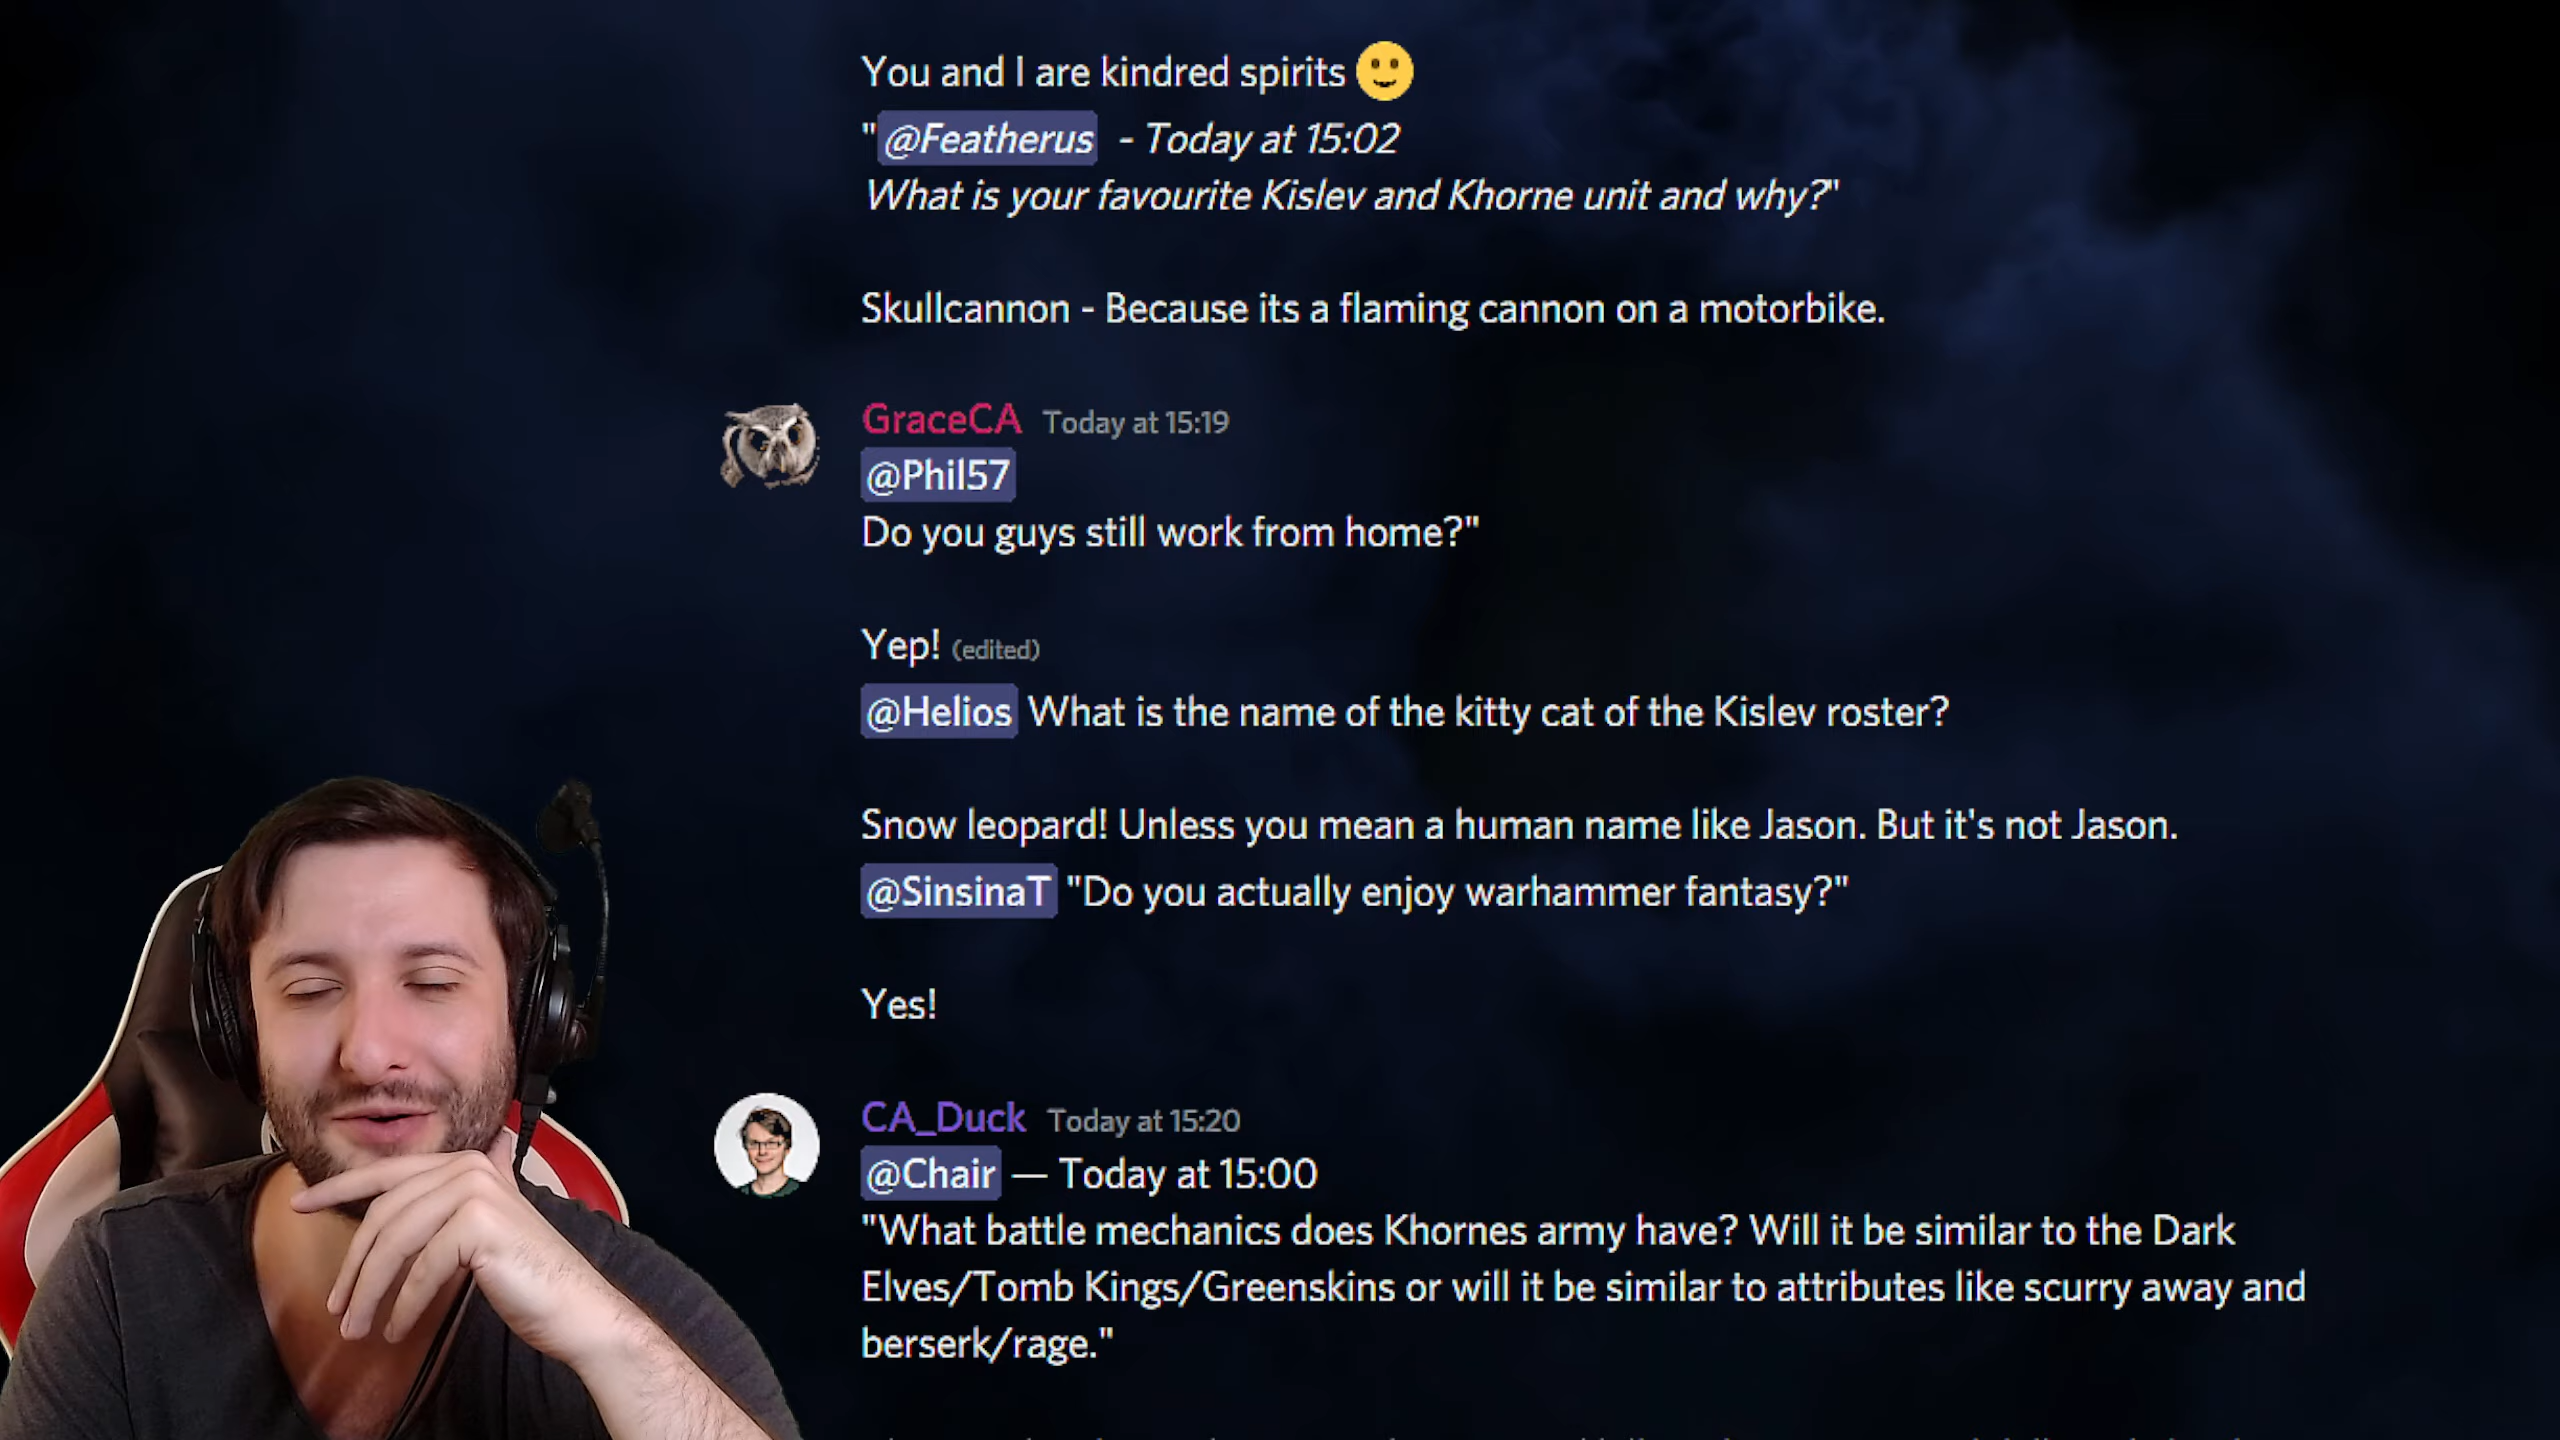 You and I are kindred spirits
"@Featherus - Today at 15:02
What is your favourite Kislev and Khorne unit and why?"
Skullcannon - Because its a flaming cannon on a motorbike.
GraceCA Today at 15:19
@Phil57
Do you guys still work from home?"
Yep! (edited)
@Helios What is the name of the kitty cat of the Kislev roster?
Snow leopard! Unless you mean a human name like Jason. But it's not Jason.
@SinsinaT "Do you actually enjoy warhammer fantasy?"
Yes!
CA_Duck Today at 15:20
@Chair — Today at 15:00
"What battle mechanics does Khornes army have? Will it be similar to the Dark
Elves/Tomb Kings/Greenskins or will it be similar to attributes like scurry away and
berserk/rage."